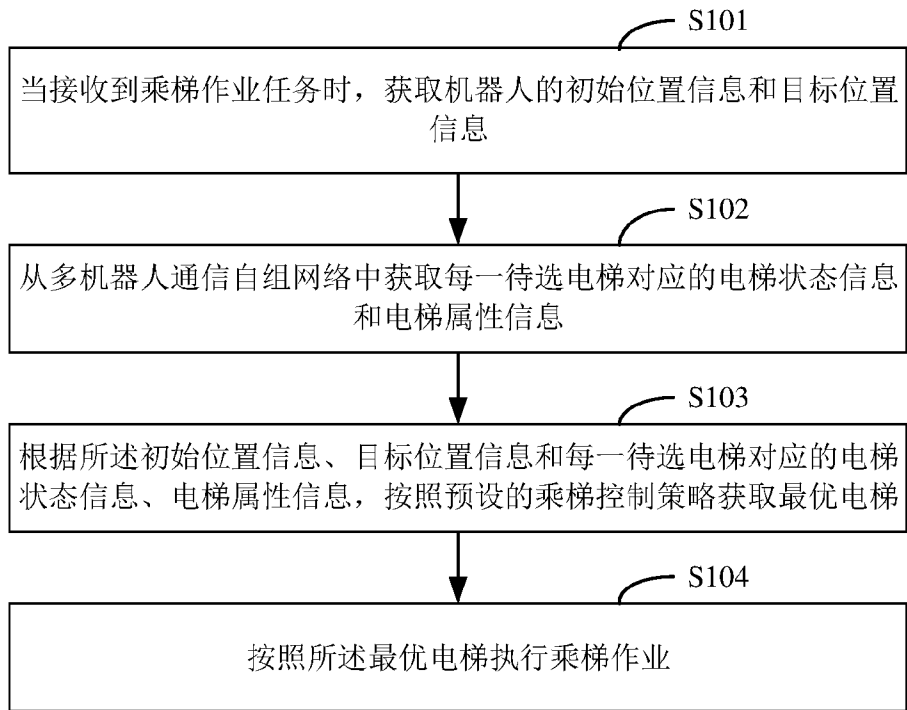 S101
当接收到乘梯作业任务时，获取机器人的初始位置信息和目标位置
信息
S102
从多机器人通信自组网络中获取每一待选电梯对应的电梯状态信息
和电梯属性信息
S103
根据所述初始位置信息、目标位置信息和每一待选电梯对应的电梯
状态信息、电梯属性信息，按照预设的乘梯控制策略获取最优电梯
S104
按照所述最优电梯执行乘梯作业